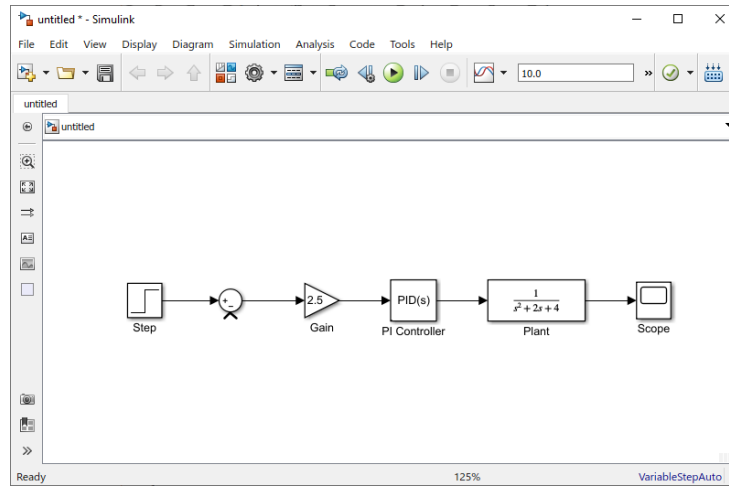 untitled * - Simulink
File Edit View Display Diagram Simulation Analysis Code Tools Help
10.0 »
untitled
untitled
+
−
2.5
PID(s)
1
s² + 2s + 4
Step
Gain
PI Controller
Plant
Scope
»
Ready 125% VariableStepAuto